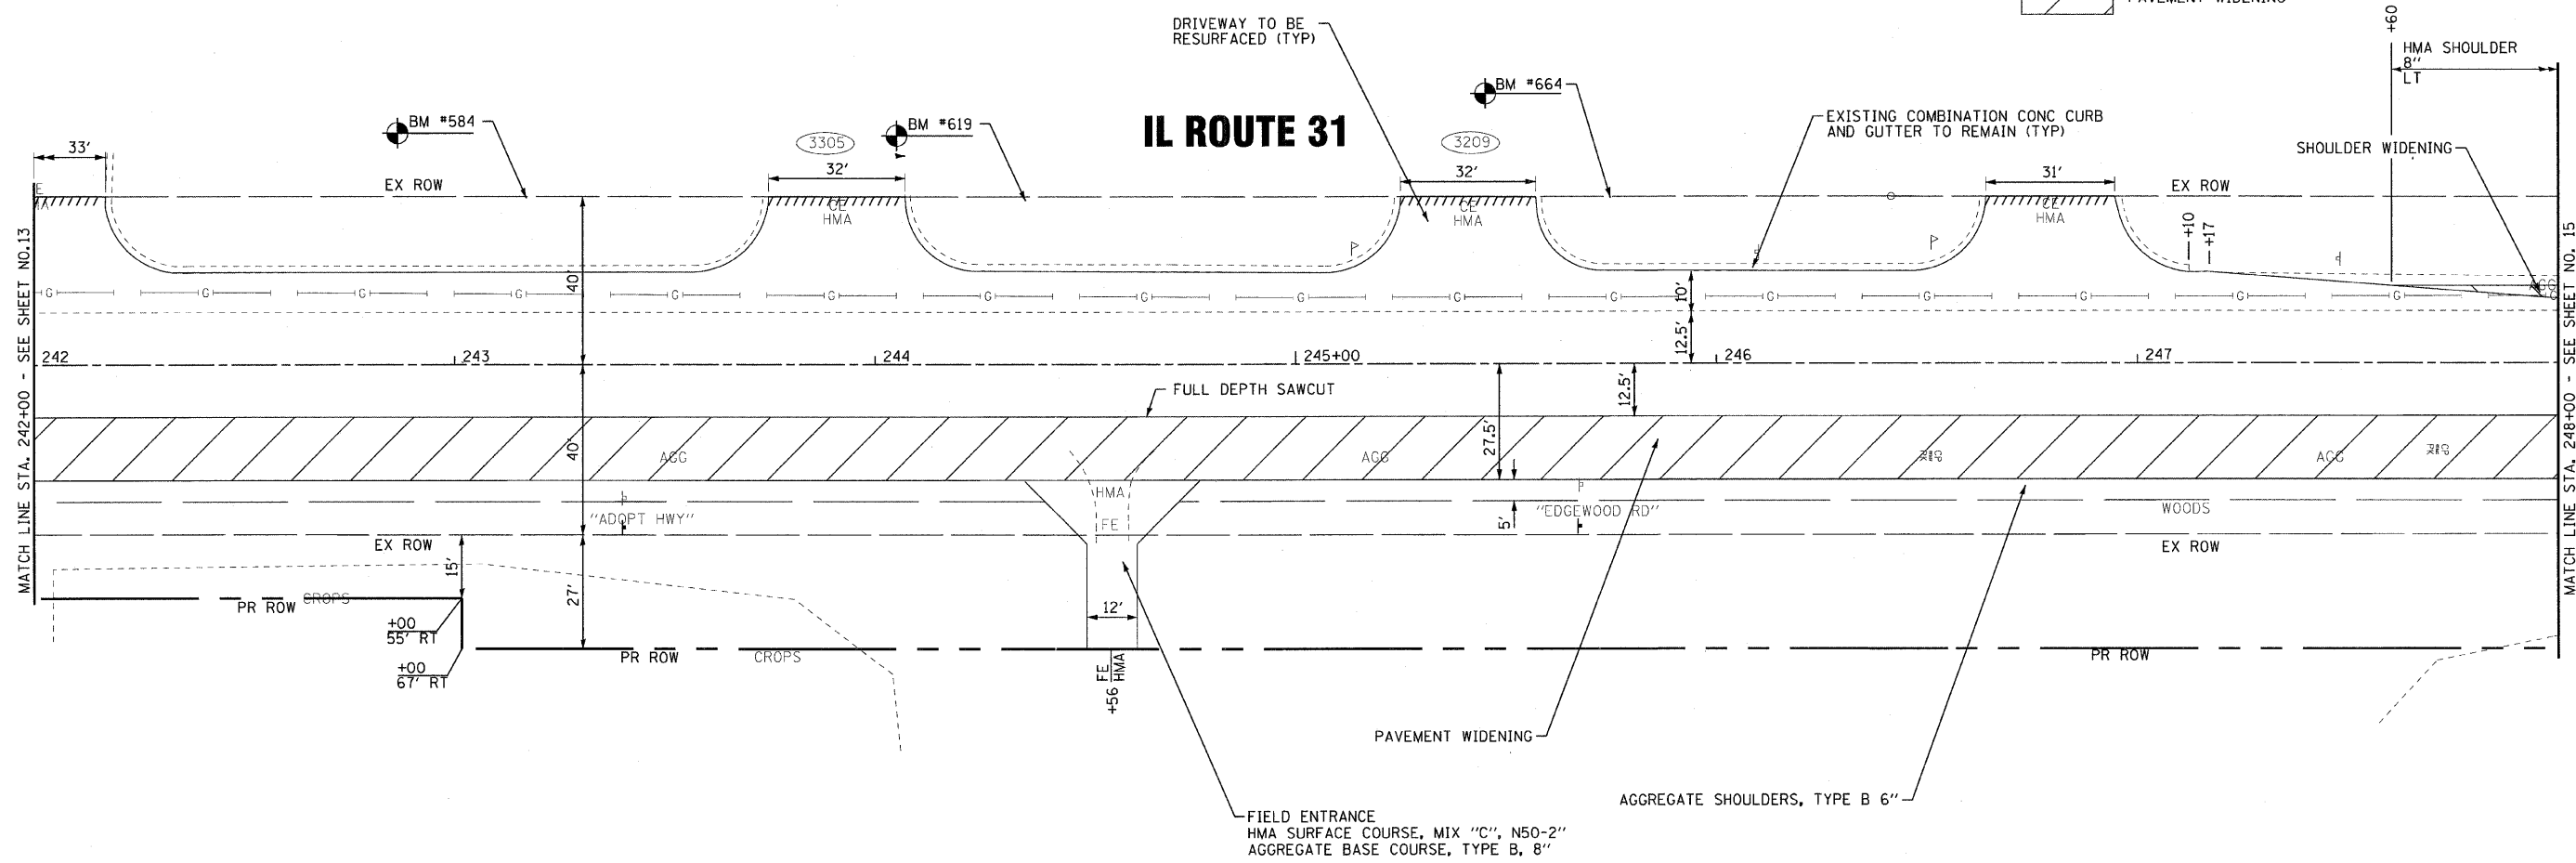 PAVEMENT WIDENING
+60
DRIVEWAY TO BE
RESURFACED (TYP)
HMA SHOULDER
8"
LT
BM #584
BM #619
BM #664
IL ROUTE 31
EXISTING COMBINATION CONC CURB
AND GUTTER TO REMAIN (TYP)
SHOULDER WIDENING
3305
3209
33'
32'
32'
31'
EX ROW
EX ROW
CE
HMA
CE
HMA
CE
HMA
+10
+17
MATCH LINE STA. 242+00 - SEE SHEET NO.13
MATCH LINE STA. 248+00 - SEE SHEET NO. 15
40'
10'
12.5'
G G G G G G G G G G G G G G G G G
242
243
244
245+00
246
247
FULL DEPTH SAWCUT
12.5'
27.5'
40'
AGG
AGG
AGG
HMA
FE
"ADOPT HWY"
"EDGEWOOD RD"
5'
WOODS
EX ROW
EX ROW
15'
27'
12'
PR ROW
CROPS
+00
55' RT
+00
67' RT
PR ROW
CROPS
PR ROW
+56
FE
HMA
PAVEMENT WIDENING
AGGREGATE SHOULDERS, TYPE B 6"
FIELD ENTRANCE
HMA SURFACE COURSE, MIX "C", N50-2"
AGGREGATE BASE COURSE, TYPE B, 8"